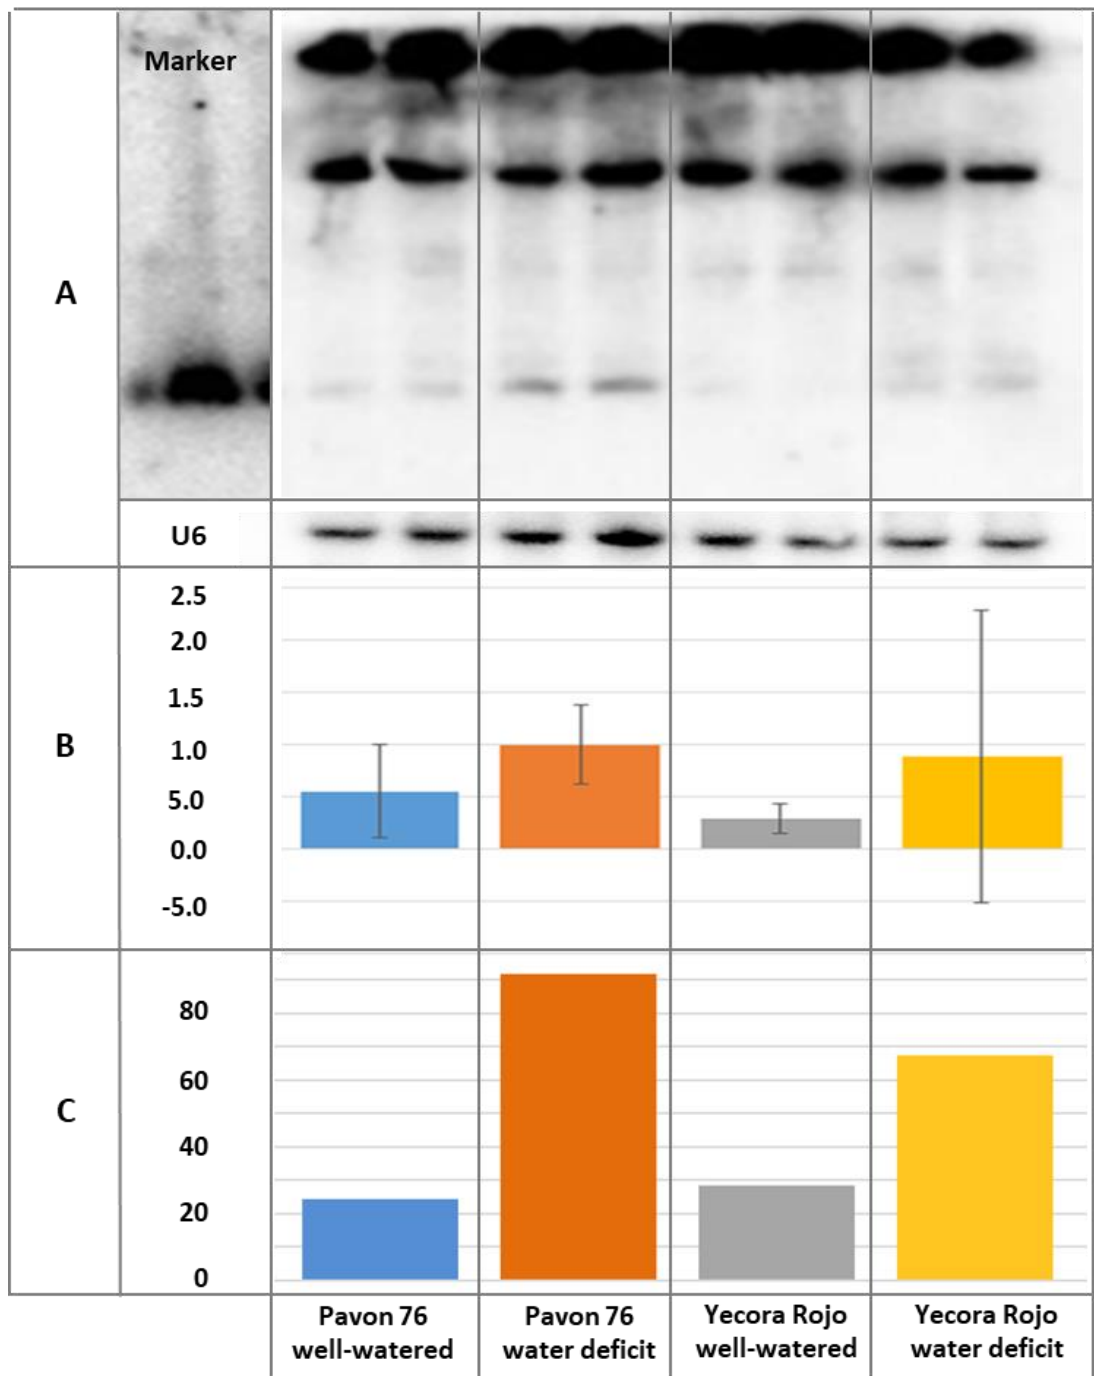 Marker
A
U6
2.5
2.0
1.5
1.0
5.0
0.0
-5.0
B
80
60
40
20
0
C
Pavon 76
well-watered
Pavon 76
water deficit
Yecora Rojo
well-watered
Yecora Rojo
water deficit